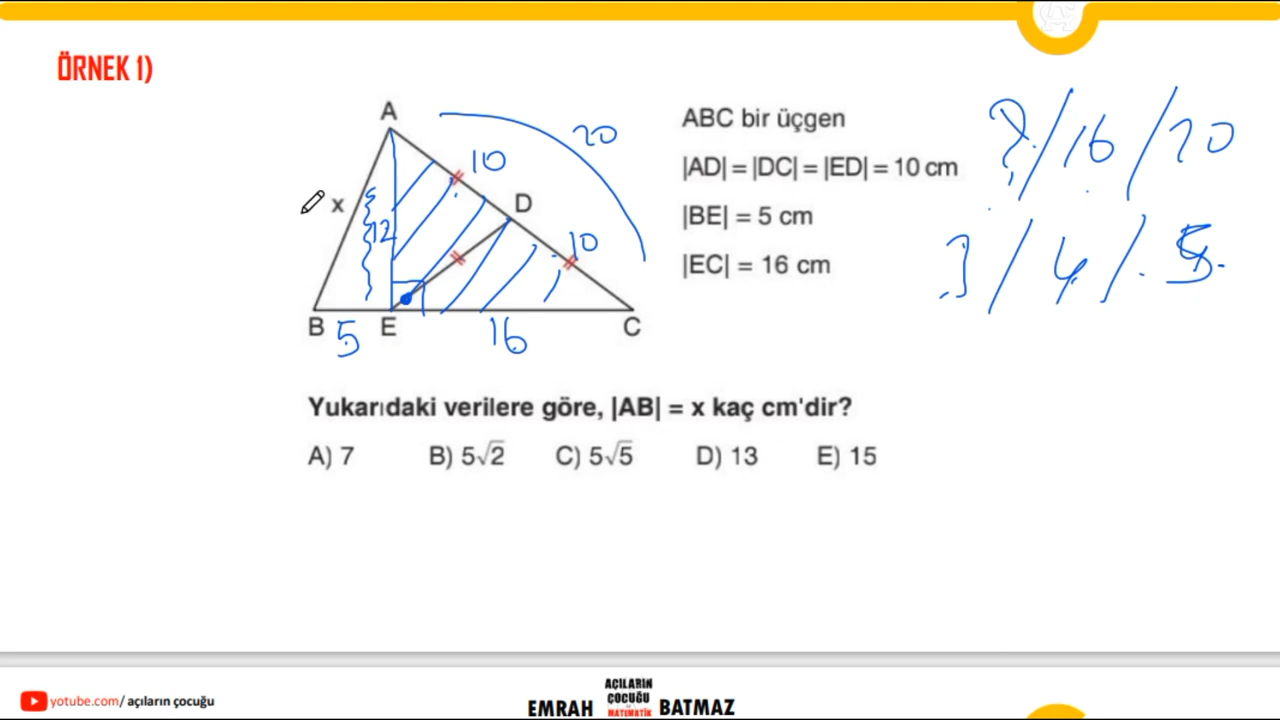 ÖRNEK 1)
A
10
20
x
12
D
10
B
5
E
16
C
ABC bir üçgen
|AD| = |DC| = |ED| = 10 cm
|BE| = 5 cm
|EC| = 16 cm
? / 16 / 20
3 / 4 / 5
Yukarıdaki verilere göre, |AB| = x kaç cm'dir?
A) 7 B) 5√2 C) 5√5 D) 13 E) 15
yotube.com/ açıların çocuğu
EMRAH AÇILARIN ÇOCUĞU MATEMATİK BATMAZ